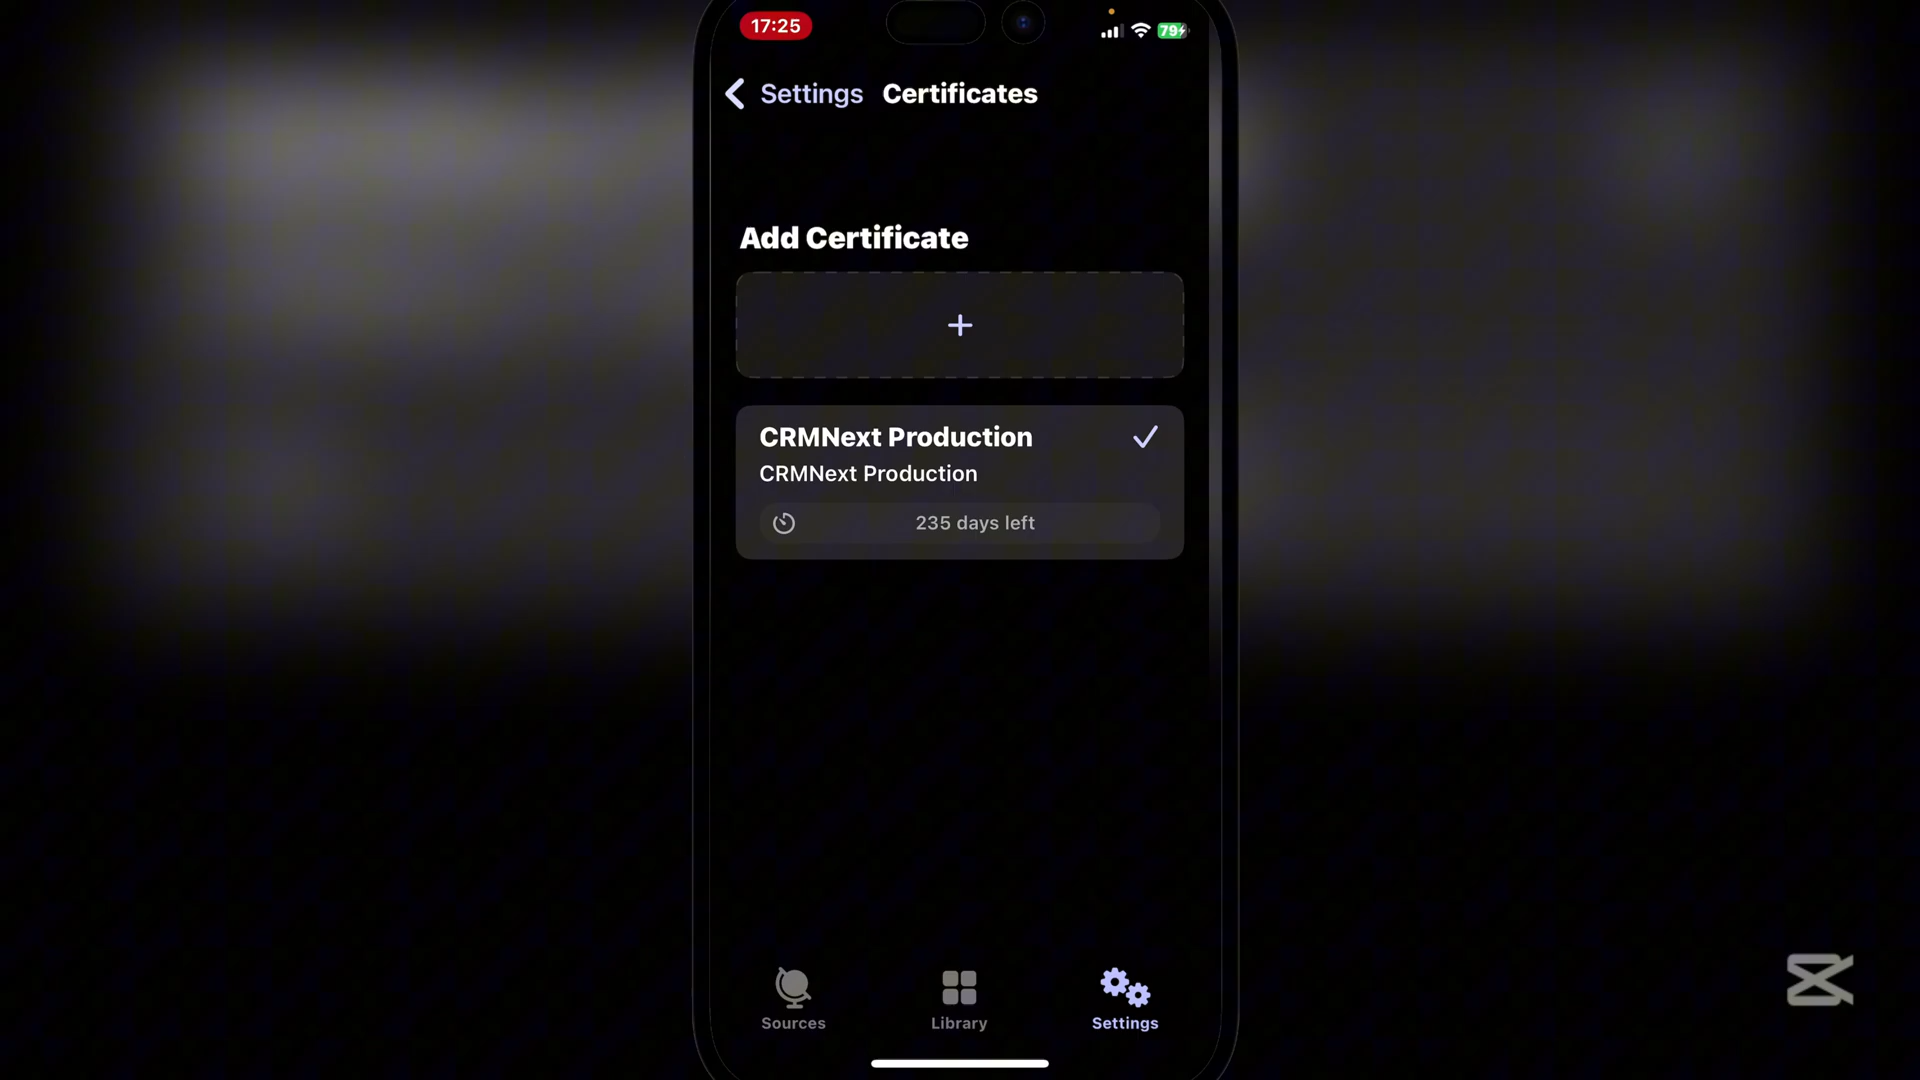 17:25
79
Settings Certificates
Add Certificate
CRMNext Production
CRMNext Production
235 days left
Sources Library Settings